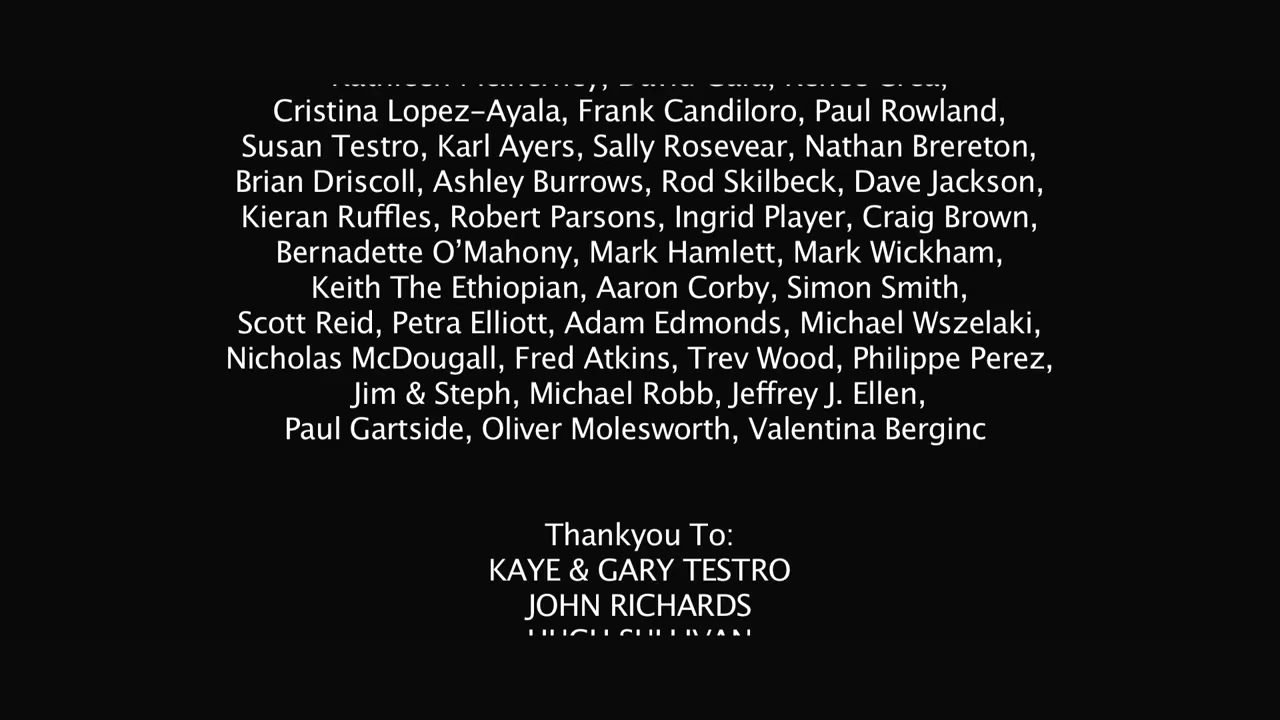 Cristina Lopez-Ayala, Frank Candiloro, Paul Rowland,
Susan Testro, Karl Ayers, Sally Rosevear, Nathan Brereton,
Brian Driscoll, Ashley Burrows, Rod Skilbeck, Dave Jackson,
Kieran Ruffles, Robert Parsons, Ingrid Player, Craig Brown,
Bernadette O’Mahony, Mark Hamlett, Mark Wickham,
Keith The Ethiopian, Aaron Corby, Simon Smith,
Scott Reid, Petra Elliott, Adam Edmonds, Michael Wszelaki,
Nicholas McDougall, Fred Atkins, Trev Wood, Philippe Perez,
Jim & Steph, Michael Robb, Jeffrey J. Ellen,
Paul Gartside, Oliver Molesworth, Valentina Berginc
Thankyou To:
KAYE & GARY TESTRO
JOHN RICHARDS